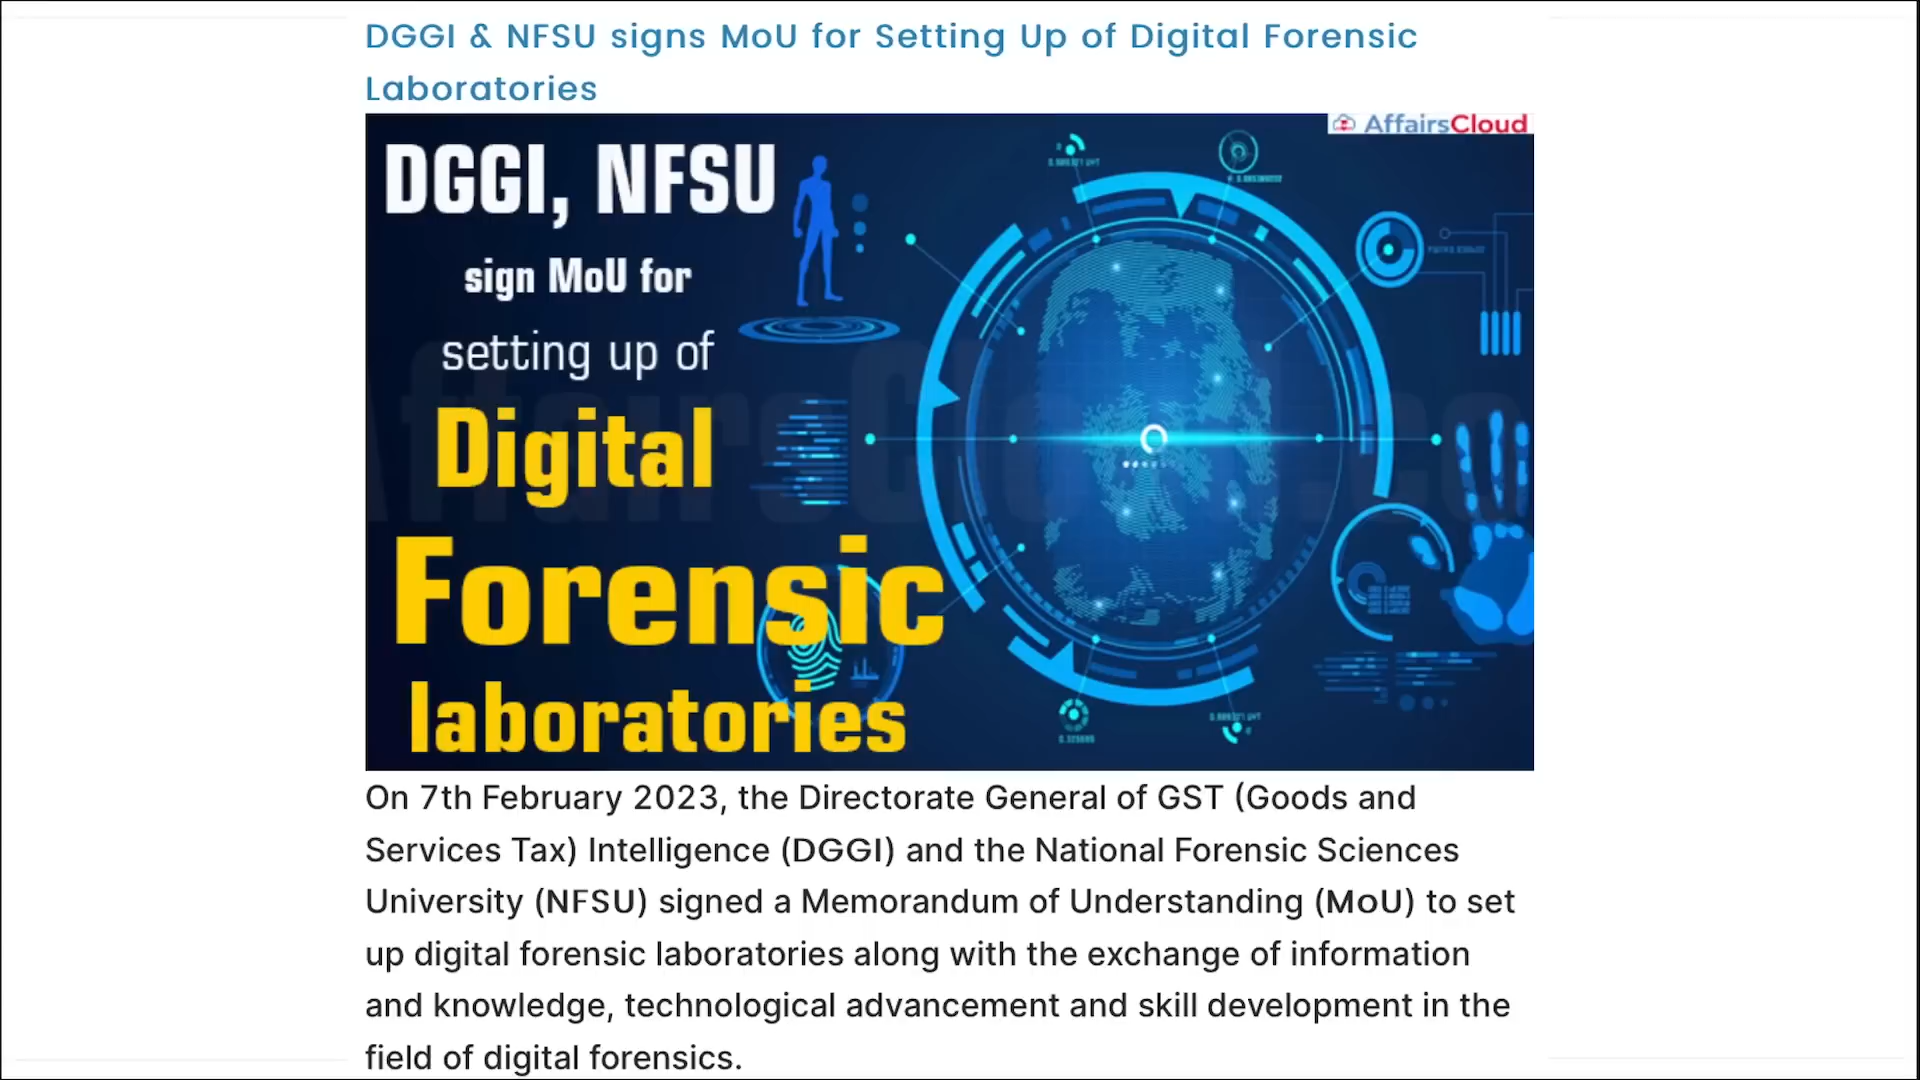 DGGI & NFSU signs MoU for Setting Up of Digital Forensic
Laboratories
AffairsCloud
DGGI, NFSU
sign MoU for
setting up of
Digital
Forensic
laboratories
On 7th February 2023, the Directorate General of GST (Goods and
Services Tax) Intelligence (DGGI) and the National Forensic Sciences
University (NFSU) signed a Memorandum of Understanding (MoU) to set
up digital forensic laboratories along with the exchange of information
and knowledge, technological advancement and skill development in the
field of digital forensics.